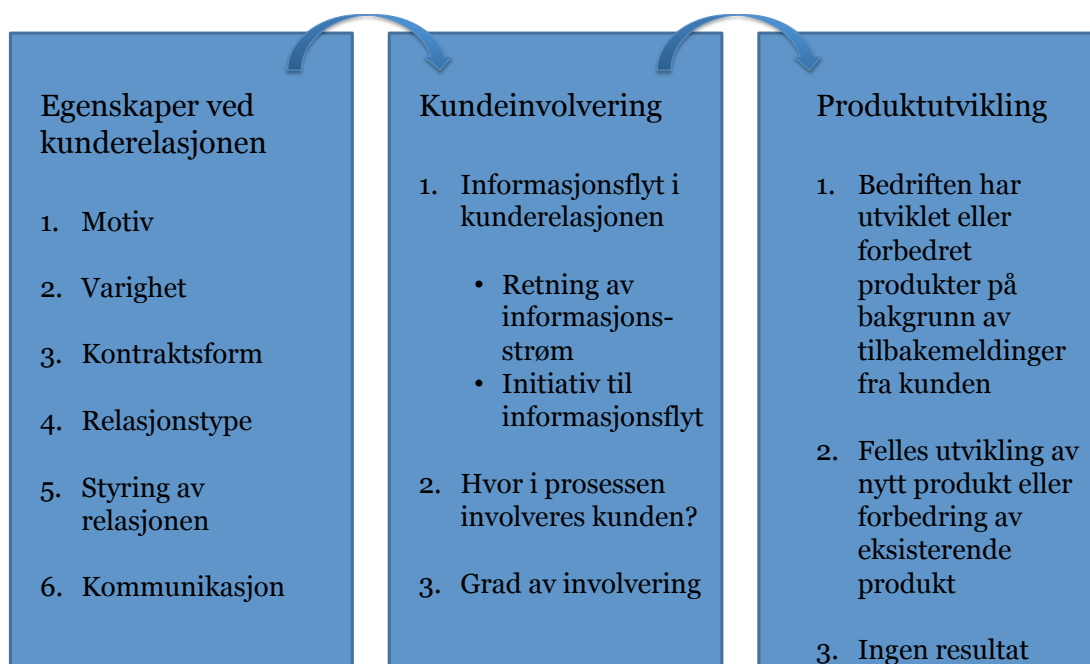 Egenskaper ved
kunderelasjonen
1. Motiv
2. Varighet
3. Kontraktsform
4. Relasjonstype
5. Styring av
relasjonen
6. Kommunikasjon
Kundeinvolvering
1. Informasjonsflyt i
kunderelasjonen
• Retning av
informasjons-
strøm
• Initiativ til
informasjonsflyt
2. Hvor i prosessen
involveres kunden?
3. Grad av involvering
Produktutvikling
1. Bedriften har
utviklet eller
forbedret
produkter på
bakgrunn av
tilbakemeldinger
fra kunden
2. Felles utvikling av
nytt produkt eller
forbedring av
eksisterende
produkt
3. Ingen resultat